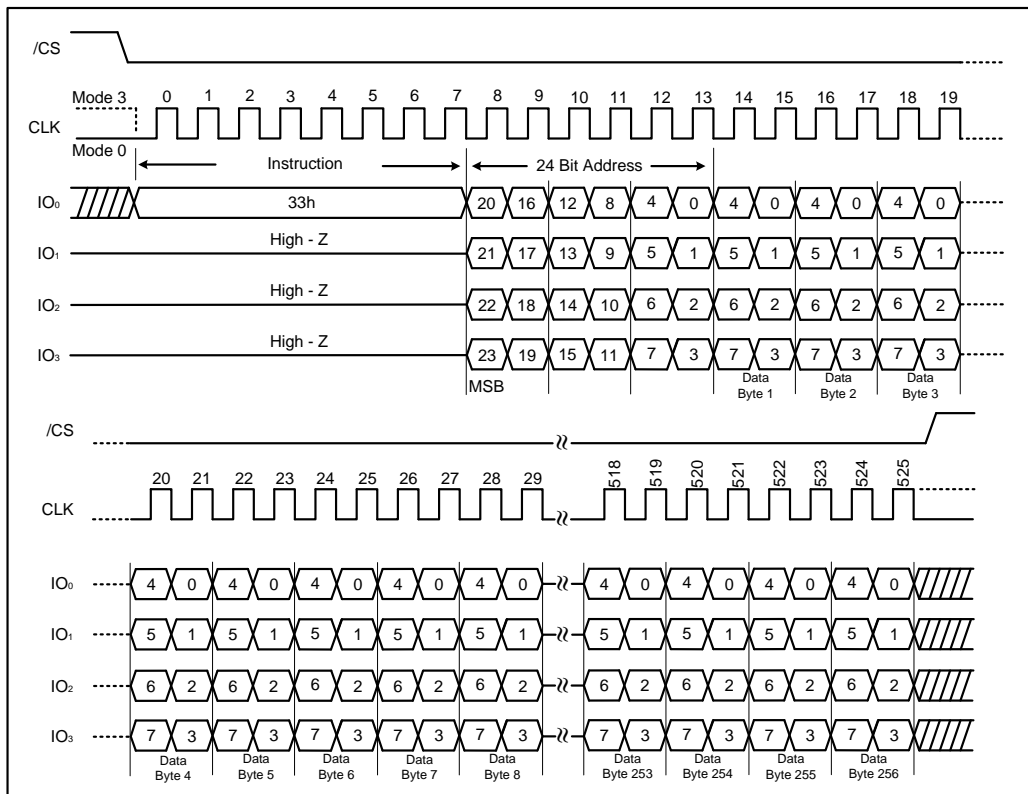 /CS
Mode 3 0 1 2 3 4 5 6 7 8 9 10 11 12 13 14 15 16 17 18 19
CLK
Mode 0
Instruction 24 Bit Address
IO₀ 33h 20 16 12 8 4 0 4 0 4 0 4 0
IO₁ High - Z 21 17 13 9 5 1 5 1 5 1 5 1
IO₂ High - Z 22 18 14 10 6 2 6 2 6 2 6 2
IO₃ High - Z 23 19 15 11 7 3 7 3 7 3 7 3
MSB Data Data Data
Byte 1 Byte 2 Byte 3
/CS
20 21 22 23 24 25 26 27 28 29 518 519 520 521 522 523 524 525
CLK
IO₀ 4 0 4 0 4 0 4 0 4 0 4 0 4 0 4 0 4 0
IO₁ 5 1 5 1 5 1 5 1 5 1 5 1 5 1 5 1 5 1
IO₂ 6 2 6 2 6 2 6 2 6 2 6 2 6 2 6 2 6 2
IO₃ 7 3 7 3 7 3 7 3 7 3 7 3 7 3 7 3 7 3
Data Data Data Data Data Data Data Data Data
Byte 4 Byte 5 Byte 6 Byte 7 Byte 8 Byte 253 Byte 254 Byte 255 Byte 256